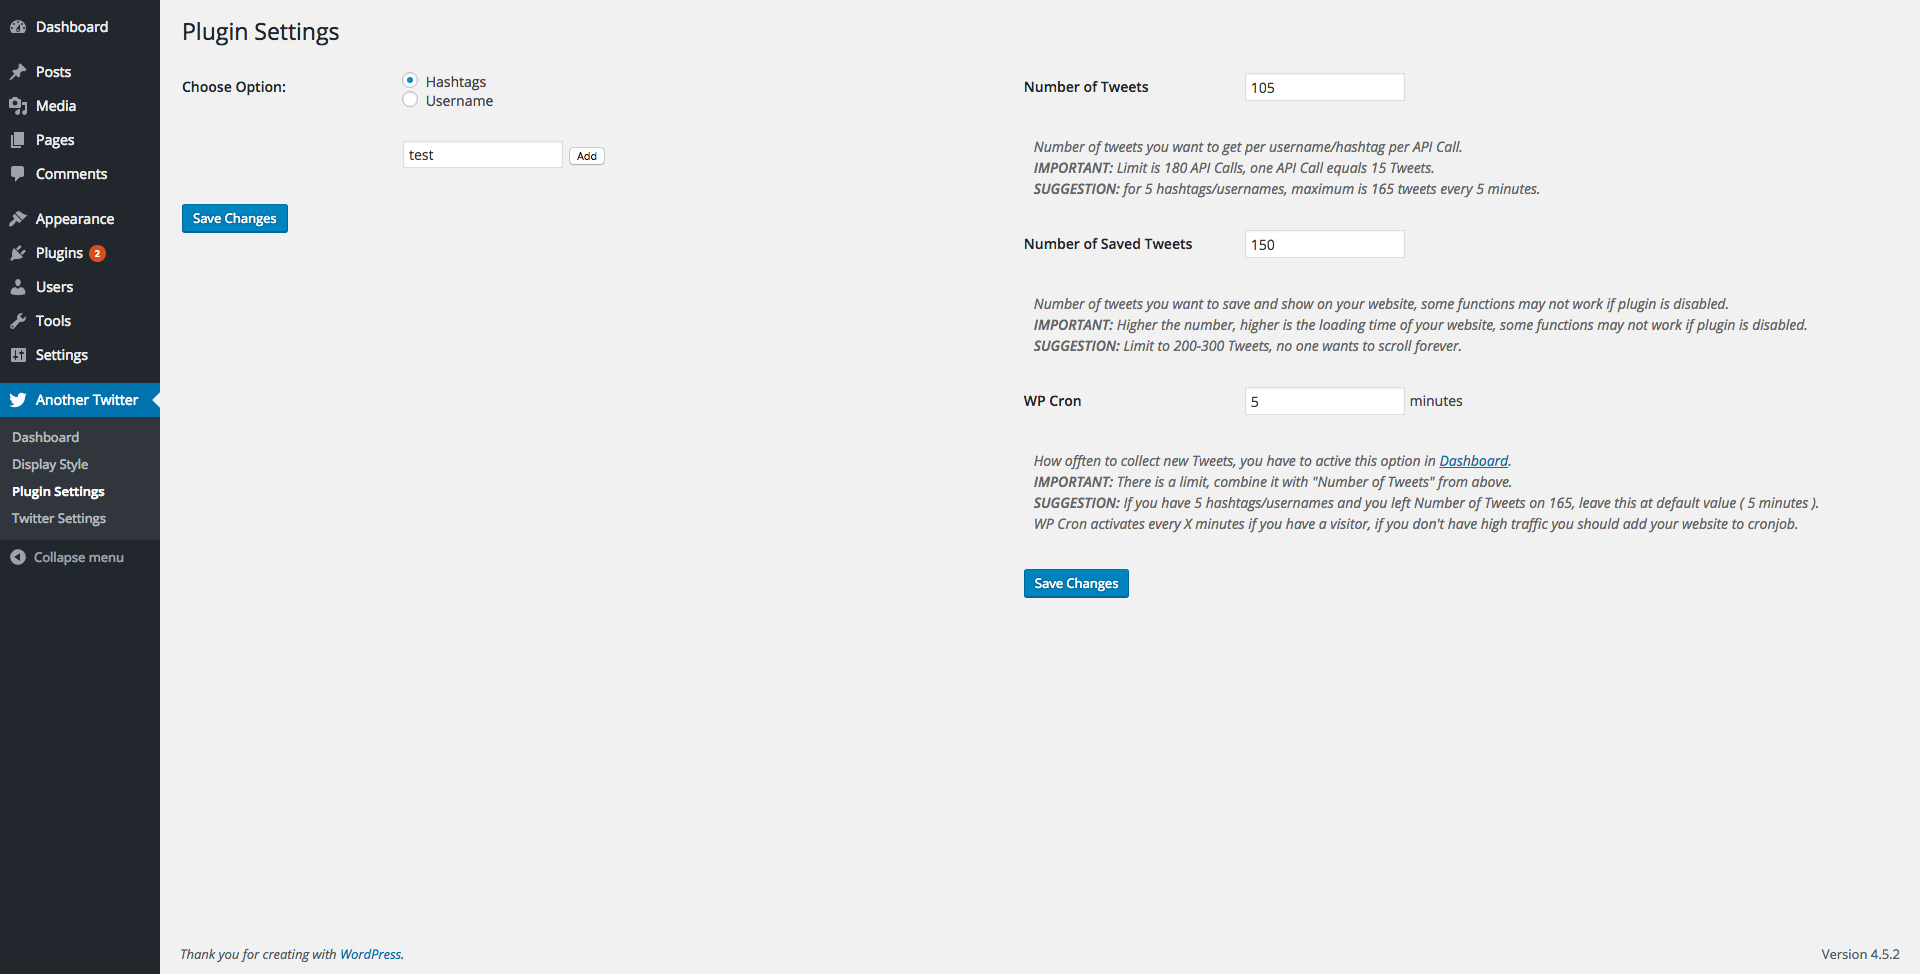 Dashboard
Posts
Media
Pages
Comments
Appearance
Plugins 2
Users
Tools
Settings
Another Twitter
Dashboard
Display Style
Plugin Settings
Twitter Settings
Collapse menu
Plugin Settings
Choose Option:
Hashtags
Username
test Add
Save Changes
Number of Tweets 105
Number of tweets you want to get per username/hashtag per API Call.
IMPORTANT: Limit is 180 API Calls, one API Call equals 15 Tweets.
SUGGESTION: for 5 hashtags/usernames, maximum is 165 tweets every 5 minutes.
Number of Saved Tweets 150
Number of tweets you want to save and show on your website, some functions may not work if plugin is disabled.
IMPORTANT: Higher the number, higher is the loading time of your website, some functions may not work if plugin is disabled.
SUGGESTION: Limit to 200-300 Tweets, no one wants to scroll forever.
WP Cron 5 minutes
How offten to collect new Tweets, you have to active this option in Dashboard.
IMPORTANT: There is a limit, combine it with "Number of Tweets" from above.
SUGGESTION: If you have 5 hashtags/usernames and you left Number of Tweets on 165, leave this at default value ( 5 minutes ).
WP Cron activates every X minutes if you have a visitor, if you don't have high traffic you should add your website to cronjob.
Save Changes
Thank you for creating with WordPress.
Version 4.5.2